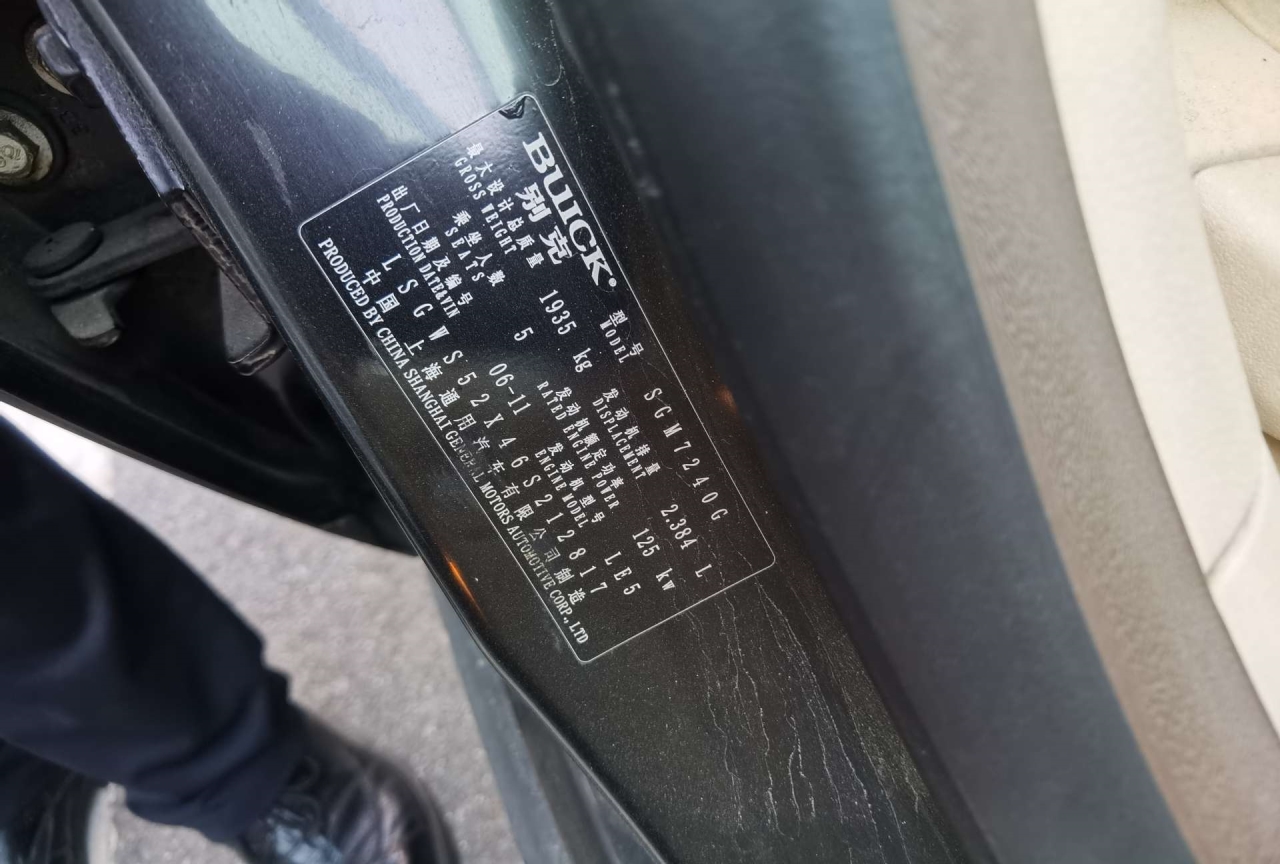 BUICK 别克
型号 SGM7240G
MODEL
最大设计总质量 1935 kg 发动机排量 2.384 L
GROSS WEIGHT DISPLACEMENT
乘坐人数 5 发动机额定功率 125 kw
SEATS RATED ENGINE POWER
出厂日期及编号 06-11 发动机型号 LE5
PRODUCTION DATE&VIN ENGINE MODEL
LSGWS52X46S212817
中国 上海通用汽车有限公司制造
PRODUCED BY CHINA SHANGHAI GENERAL MOTORS AUTOMOTIVE CORP., LTD